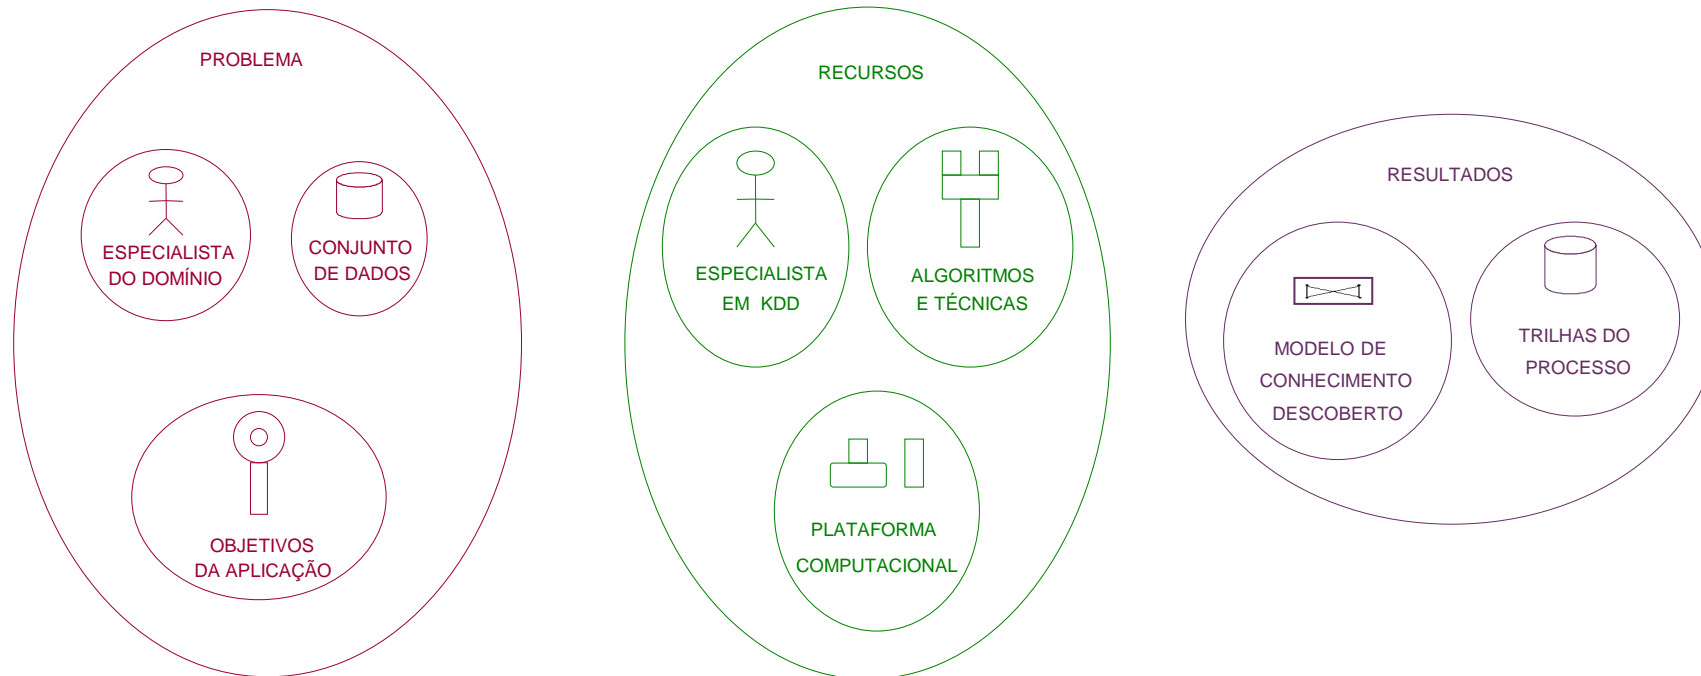 PROBLEMA
ESPECIALISTA
DO DOMÍNIO
CONJUNTO
DE DADOS
OBJETIVOS
DA APLICAÇÃO
RECURSOS
ESPECIALISTA
EM KDD
ALGORITMOS
E TÉCNICAS
PLATAFORMA
COMPUTACIONAL
RESULTADOS
MODELO DE
CONHECIMENTO
DESCOBERTO
TRILHAS DO
PROCESSO